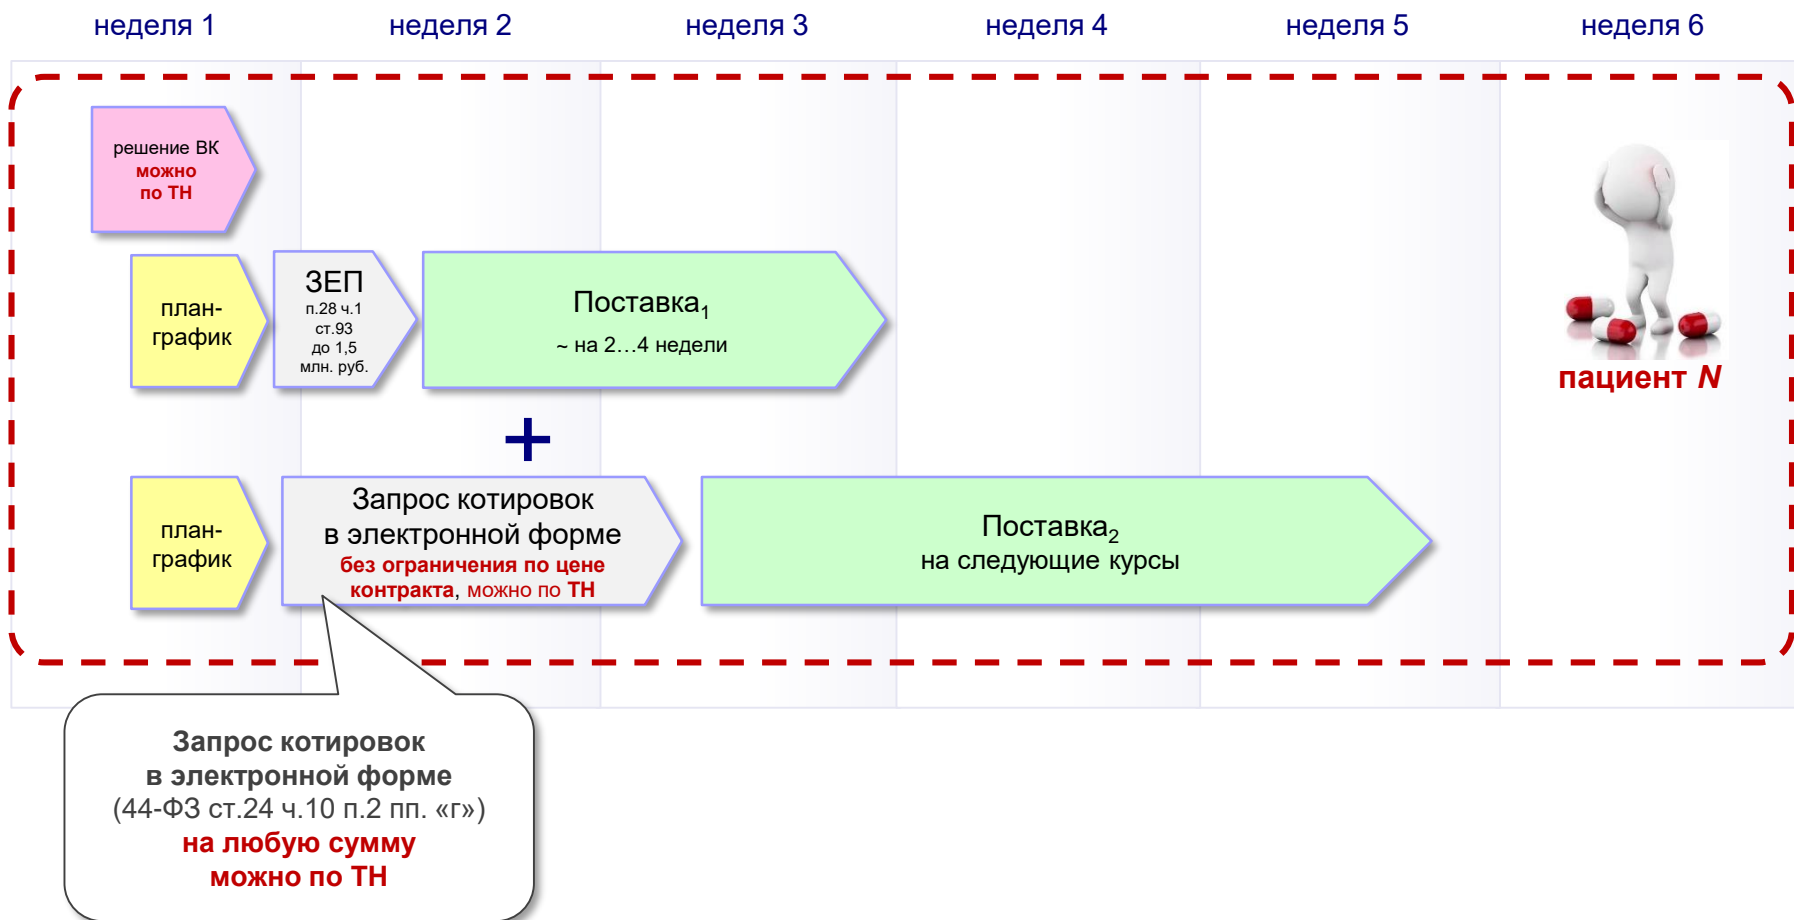 неделя 1
неделя 2
неделя 3
неделя 4
неделя 5
неделя 6
решение ВК
можно
по ТН
план-
график
ЗЕП
п.28 ч.1
ст.93
до 1,5
млн. руб.
Поставка1
~ на 2…4 недели
пациент N
+
план-
график
Запрос котировок
в электронной форме
без ограничения по цене
контракта, можно по ТН
Поставка2
на следующие курсы
Запрос котировок
в электронной форме
(44-ФЗ ст.24 ч.10 п.2 пп. «г»)
на любую сумму
можно по ТН